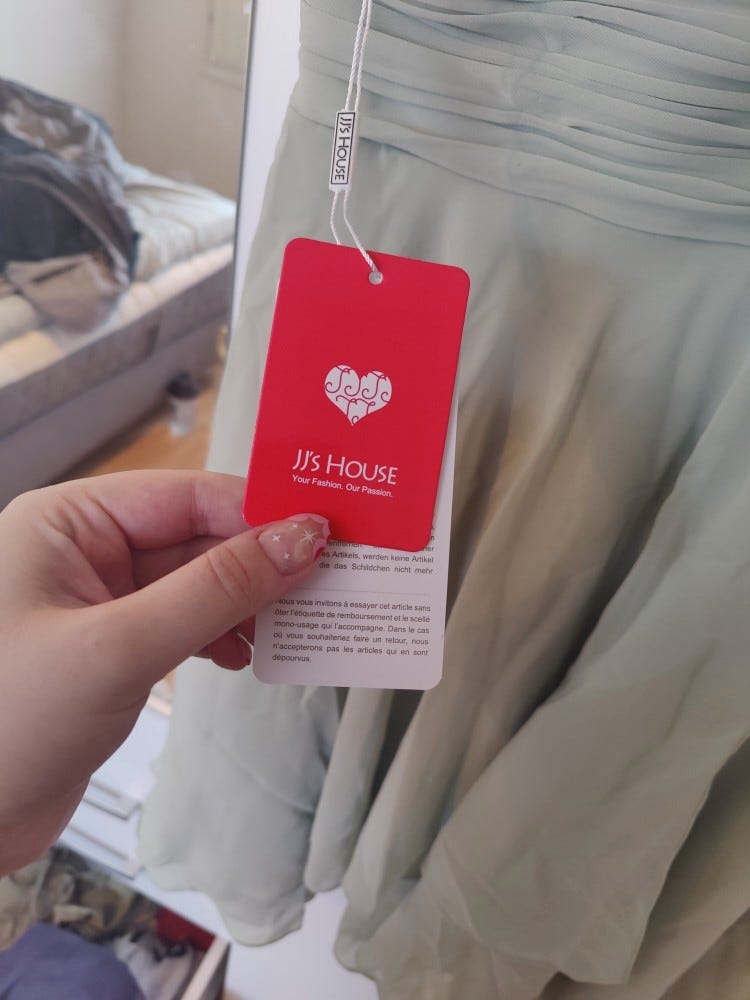 JJ's HOUSE
JJ's HOUSE
Your Fashion. Our Passion.
es Artikels, werden keine Artikel
die das Schildchen nicht mehr
Nous vous invitons à essayer cet article sans
ôter l'étiquette de remboursement et le scellé
mono-usage qui l'accompagne. Dans le cas
où vous souhaiteriez faire un retour, nous
n'accepterons pas les articles qui en sont
dépourvus.